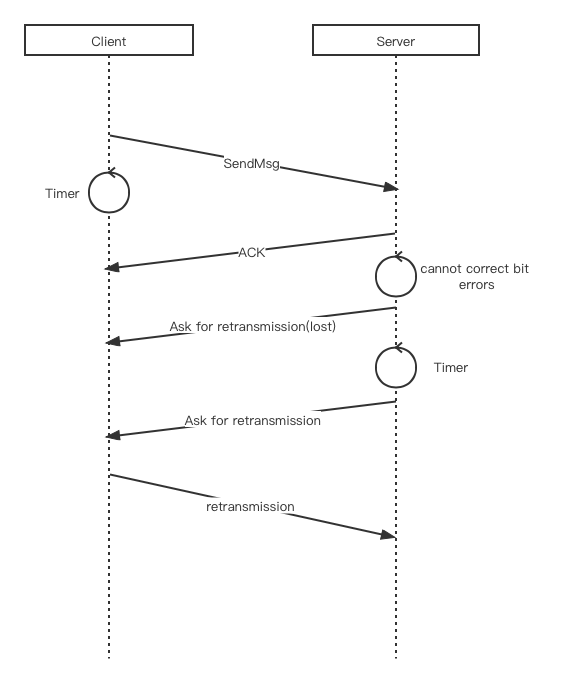 Client
Server
SendMsg
Timer
ACK
cannot correct bit
errors
Ask for retransmission(lost)
Timer
Ask for retransmission
retransmission